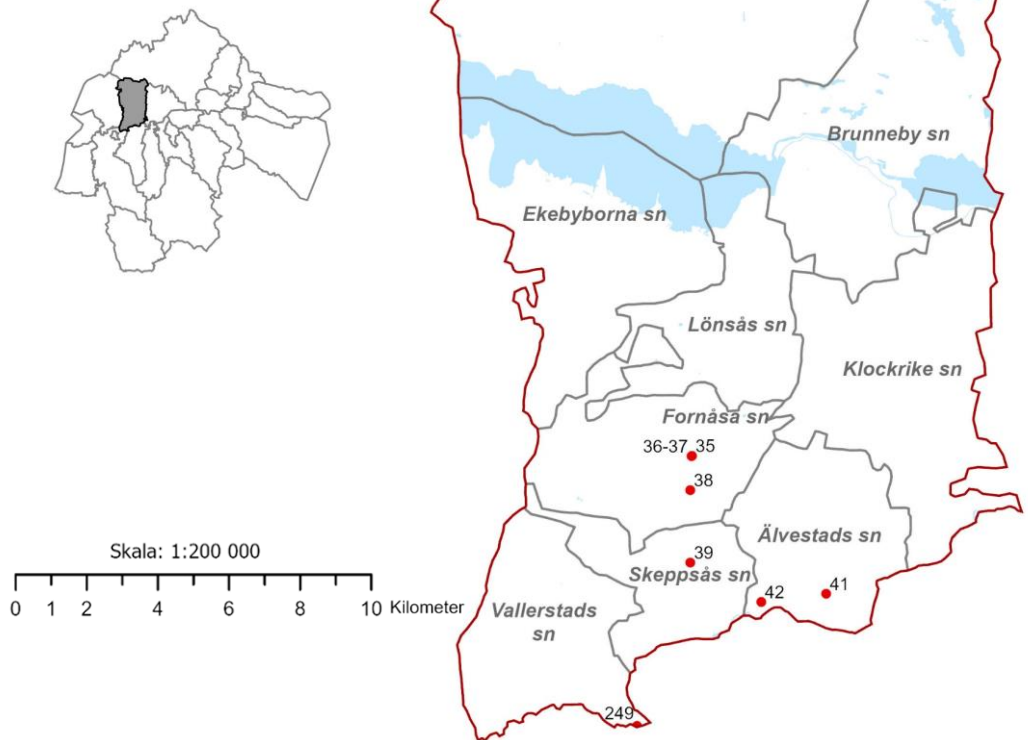 Brunneby sn
Ekebyborna sn
Lönsås sn
Klockrike sn
Fornåsa sn
36-37 35
38
Älvestads sn
Skala: 1:200 000
39
Skeppsås sn
42
41
0 1 2 4 6 8 10 Kilometer
Vallerstads
sn
249